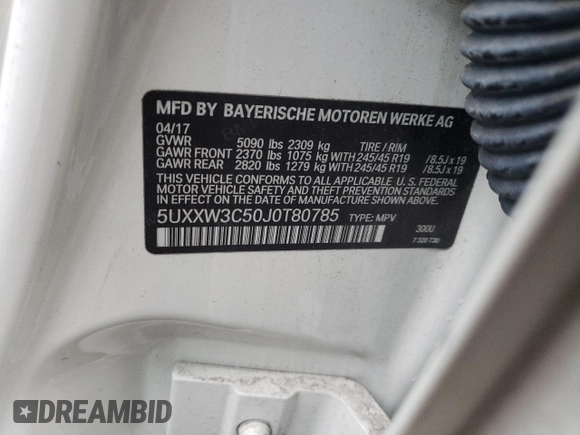 MFD BY BAYERISCHE MOTOREN WERKE AG
04/17
GVWR 5090 lbs 2309 kg TIRE / RIM
GAWR FRONT 2370 lbs 1075 kg WITH 245/45 R19 /8.5J x 19
GAWR REAR 2820 lbs 1279 kg WITH 245/45 R19 /8.5J x 19
THIS VEHICLE CONFORMS TO ALL APPLICABLE U. S. FEDERAL
MOTOR VEHICLE SAFETY AND THEFT PREVENTION STANDARDS
IN EFFECT ON THE DATE OF MANUFACTURE SHOWN ABOVE.
5UXXW3C50J0T80785 TYPE: MPV 300U
7 320 730
DREAMBID